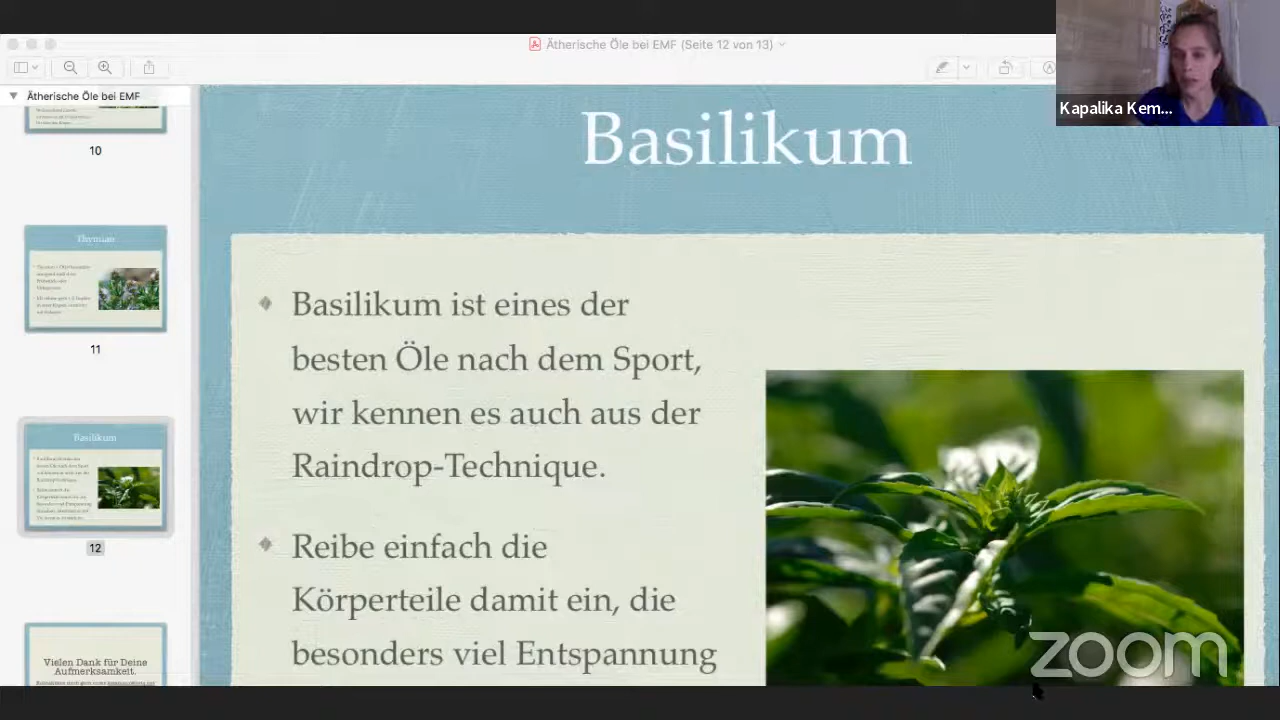 Ätherische Öle bei EMF (Seite 12 von 13)
Kapalika Kem...
Ätherische Öle bei EMF
10
Thymian
11
Basilikum
12
Vielen Dank für Deine
Aufmerksamkeit.
Basilikum
Basilikum ist eines der
besten Öle nach dem Sport,
wir kennen es auch aus der
Raindrop-Technique.
Reibe einfach die
Körperteile damit ein, die
besonders viel Entspannung
zoom